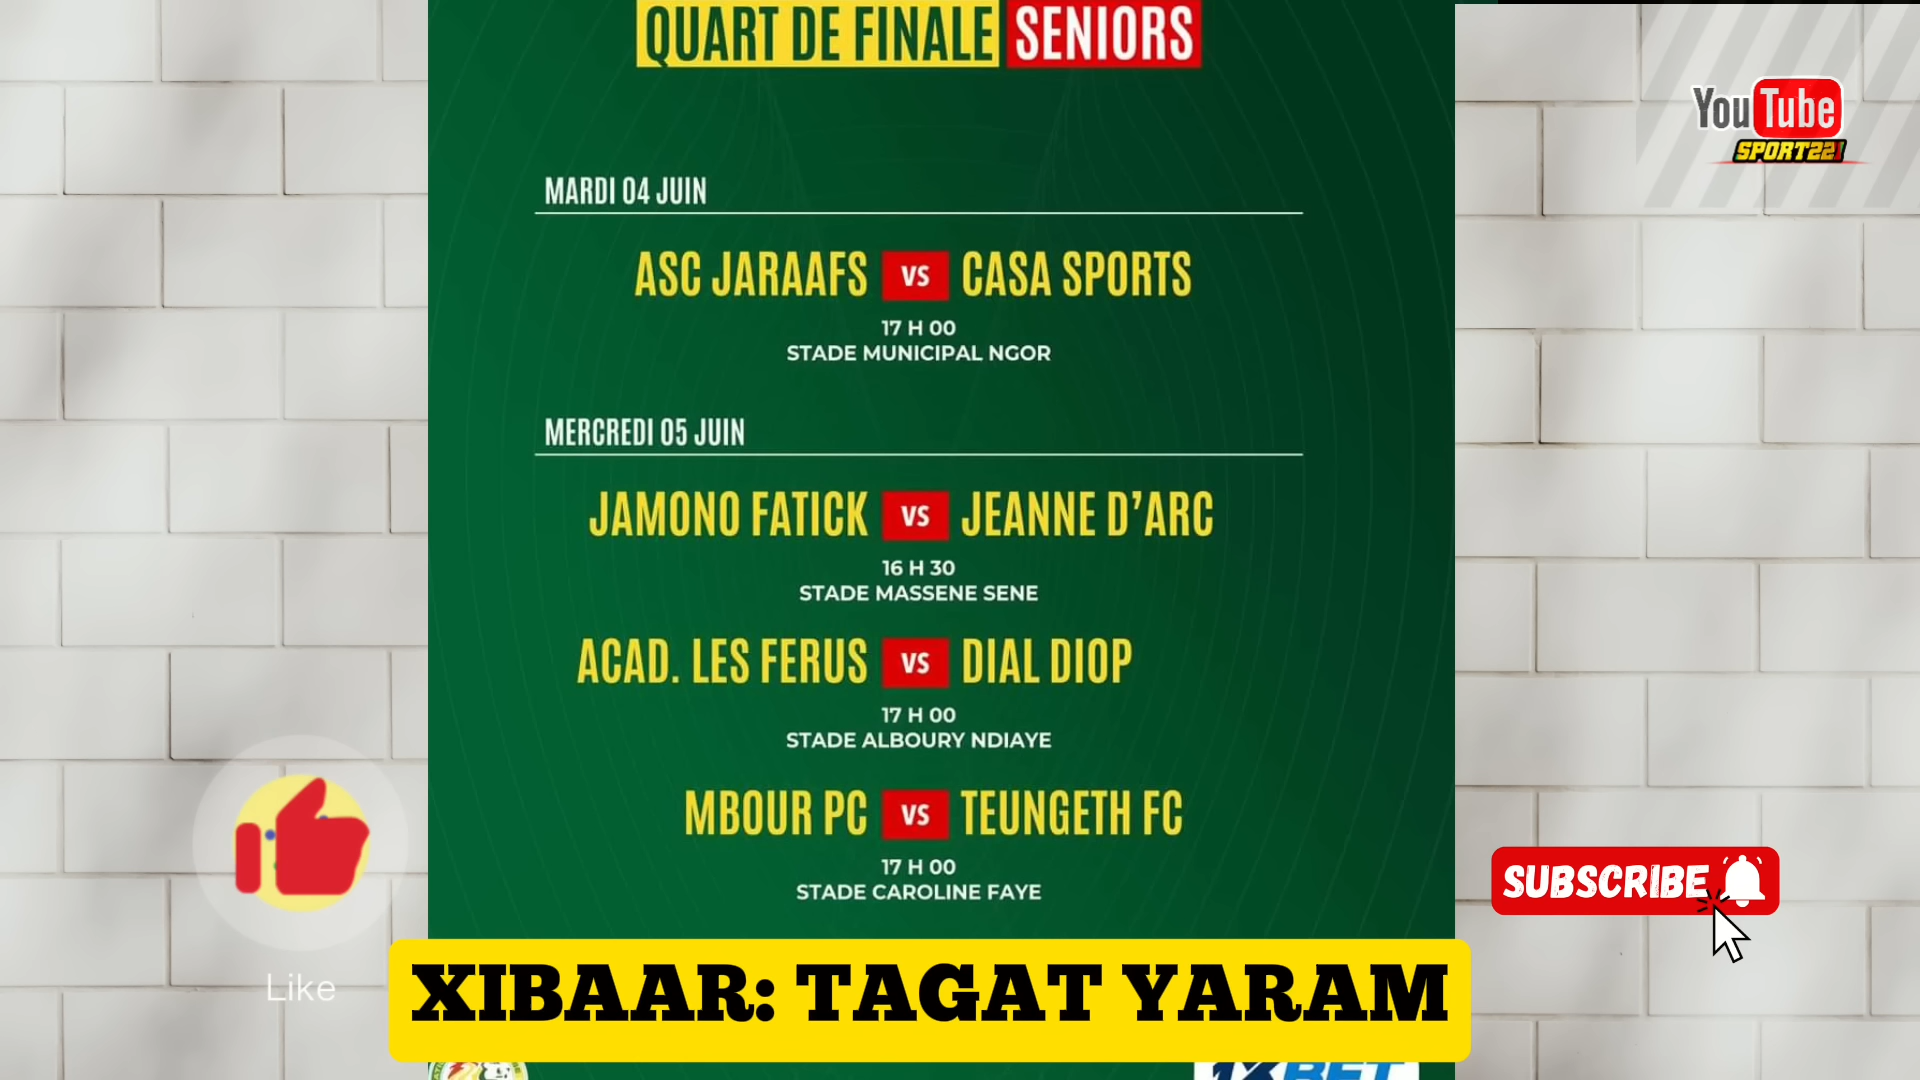 QUART DE FINALE SENIORS
YouTube
SPORT221
MARDI 04 JUIN
ASC JARAAFS VS CASA SPORTS
17 H 00
STADE MUNICIPAL NGOR
MERCREDI 05 JUIN
JAMONO FATICK VS JEANNE D’ARC
16 H 30
STADE MASSENE SENE
ACAD. LES FERUS VS DIAL DIOP
17 H 00
STADE ALBOURY NDIAYE
MBOUR PC VS TEUNGETH FC
17 H 00
STADE CAROLINE FAYE
SUBSCRIBE
Like
XIBAAR: TAGAT YARAM
1XBET